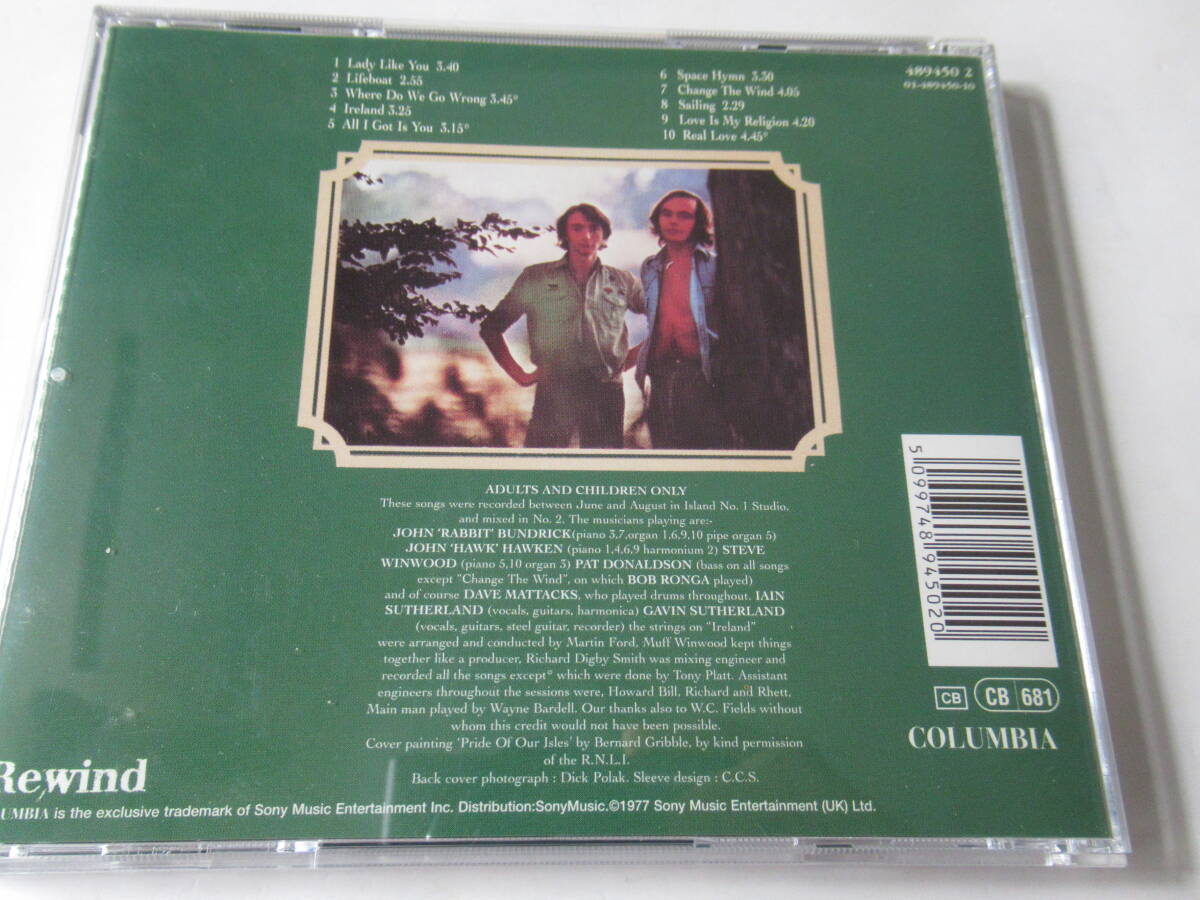 1 Lady Like You 3.40
2 Lifeboat 2.55
3 Where Do We Go Wrong 3.45*
4 Ireland 3.25
5 All I Got Is You 3.15*
6 Space Hymn 3.30
7 Change The Wind 4.05
8 Sailing 2.29
9 Love Is My Religion 4.20
10 Real Love 4.45*
489450 2
01-489450-10
ADULTS AND CHILDREN ONLY
These songs were recorded between June and August in Island No. 1 Studio,
and mixed in No. 2. The musicians playing are:-
JOHN 'RABBIT' BUNDRICK(piano 3,7,organ 1,6,9,10 pipe organ 5)
JOHN 'HAWK' HAWKEN (piano 1,4,6,9 harmonium 2) STEVE
WINWOOD (piano 5,10 organ 3) PAT DONALDSON (bass on all songs
except "Change The Wind", on which BOB RONGA played)
and of course DAVE MATTACKS, who played drums throughout. IAIN
SUTHERLAND (vocals, guitars, harmonica) GAVIN SUTHERLAND
(vocals, guitars, steel guitar, recorder) the strings on "Ireland"
were arranged and conducted by Martin Ford. Muff Winwood kept things
together like a producer, Richard Digby Smith was mixing engineer and
recorded all the songs except* which were done by Tony Platt. Assistant
engineers throughout the sessions were, Howard Bill, Richard and Rhett,
Main man played by Wayne Bardell. Our thanks also to W.C. Fields without
whom this credit would not have been possible.
Cover painting 'Pride Of Our Isles' by Bernard Gribble, by kind permission
of the R.N.L.I.
Back cover photograph : Dick Polak. Sleeve design : C.C.S.
5 099748 945020
CB
CB 681
COLUMBIA
Rewind
UMBIA is the exclusive trademark of Sony Music Entertainment Inc. Distribution:SonyMusic.©1977 Sony Music Entertainment (UK) Ltd.